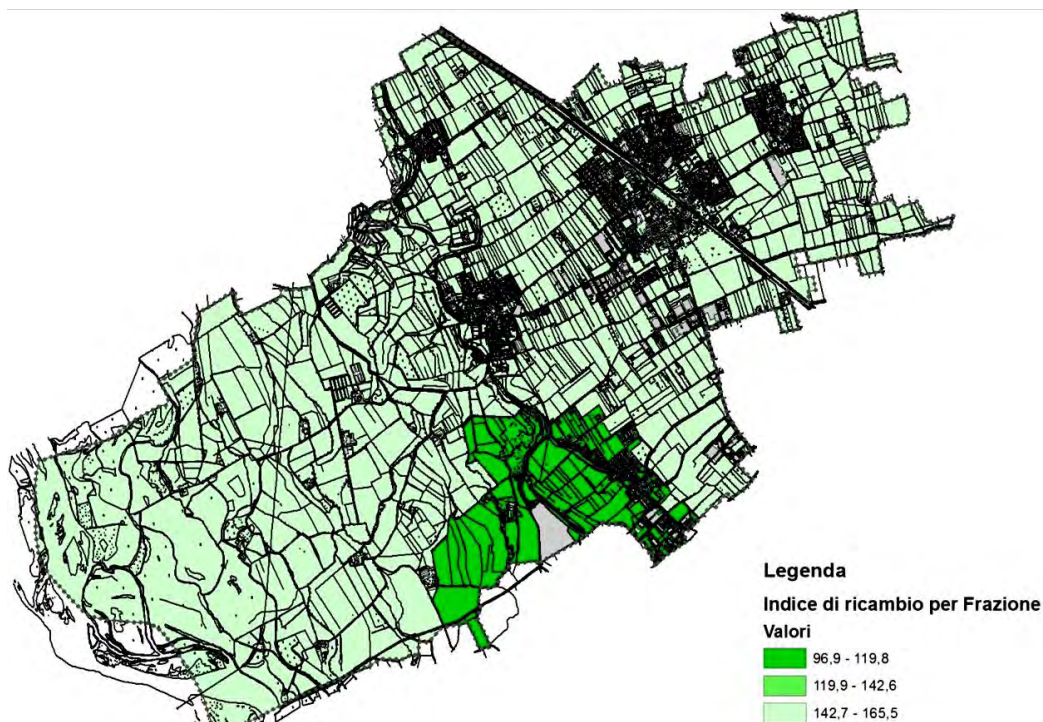 Legenda
Indice di ricambio per Frazione
Valori
96,9 - 119,8
119,9 - 142,6
142,7 - 165,5